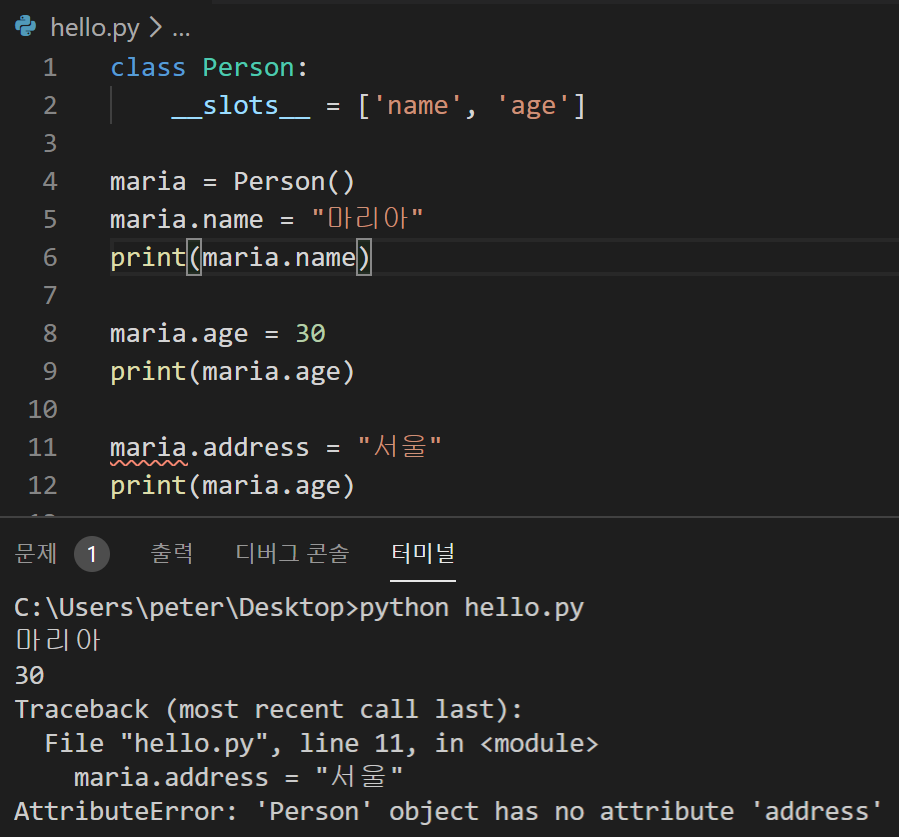 hello.py > ...
1 class Person:
2     __slots__ = ['name', 'age']
3
4 maria = Person()
5 maria.name = "마리아"
6 print(maria.name)
7
8 maria.age = 30
9 print(maria.age)
10
11 maria.address = "서울"
12 print(maria.age)
문제 1 출력 디버그 콘솔 터미널
C:\Users\peter\Desktop>python hello.py
마리아
30
Traceback (most recent call last):
  File "hello.py", line 11, in <module>
    maria.address = "서울"
AttributeError: 'Person' object has no attribute 'address'